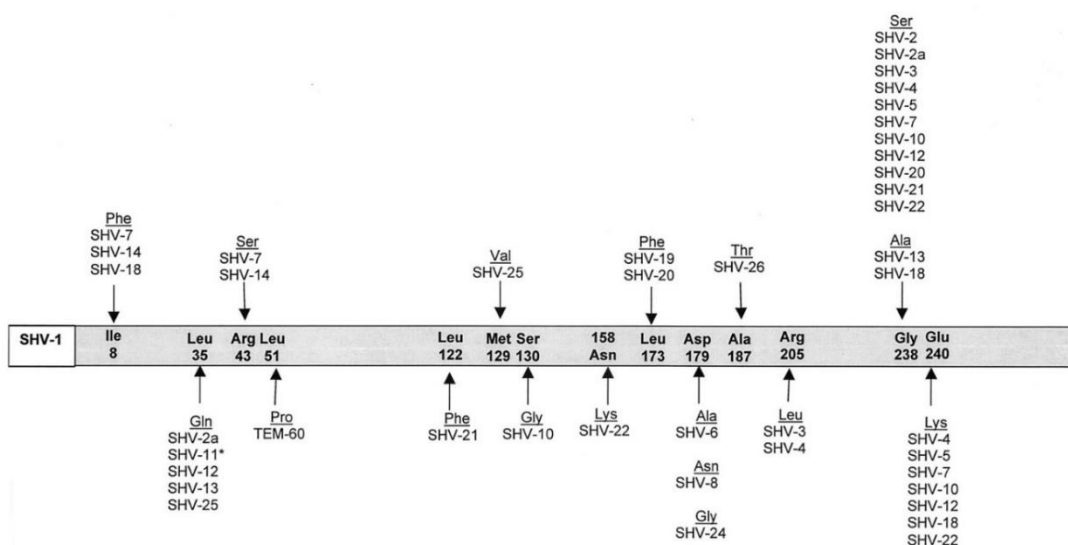 Ser
SHV-2
SHV-2a
SHV-3
SHV-4
SHV-5
SHV-7
SHV-10
SHV-12
SHV-20
SHV-21
SHV-22
Phe
SHV-7
SHV-14
SHV-18
Ser
SHV-7
SHV-14
Val
SHV-25
Phe
SHV-19
SHV-20
Thr
SHV-26
Ala
SHV-13
SHV-18
SHV-1
Ile
8
Leu
35
Arg
43
Leu
51
Leu
122
Met
129
Ser
130
158
Asn
Leu
173
Asp
179
Ala
187
Arg
205
Gly
238
Glu
240
Gln
SHV-2a
SHV-11*
SHV-12
SHV-13
SHV-25
Pro
TEM-60
Phe
SHV-21
Gly
SHV-10
Lys
SHV-22
Ala
SHV-6
Asn
SHV-8
Gly
SHV-24
Leu
SHV-3
SHV-4
Lys
SHV-4
SHV-5
SHV-7
SHV-10
SHV-12
SHV-18
SHV-22